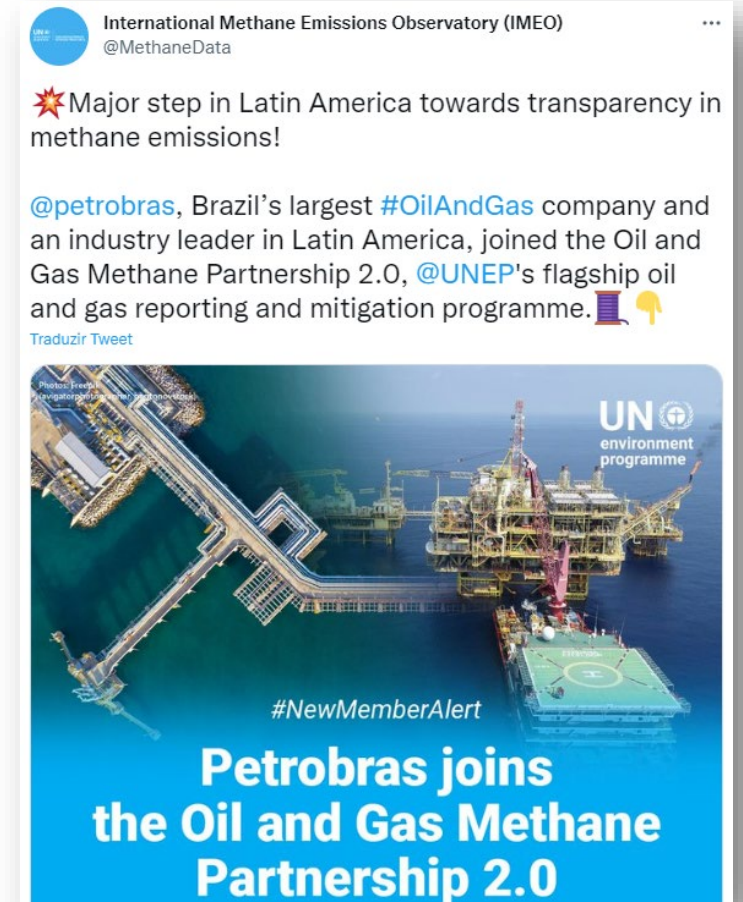 International Methane Emissions Observatory (IMEO)
@MethaneData
💥Major step in Latin America towards transparency in
methane emissions!
@petrobras, Brazil’s largest #OilAndGas company and
an industry leader in Latin America, joined the Oil and
Gas Methane Partnership 2.0, @UNEP's flagship oil
and gas reporting and mitigation programme.🧵👇
Traduzir Tweet
Photos: Freepik
UN
environment
programme
#NewMemberAlert
Petrobras joins
the Oil and Gas Methane
Partnership 2.0